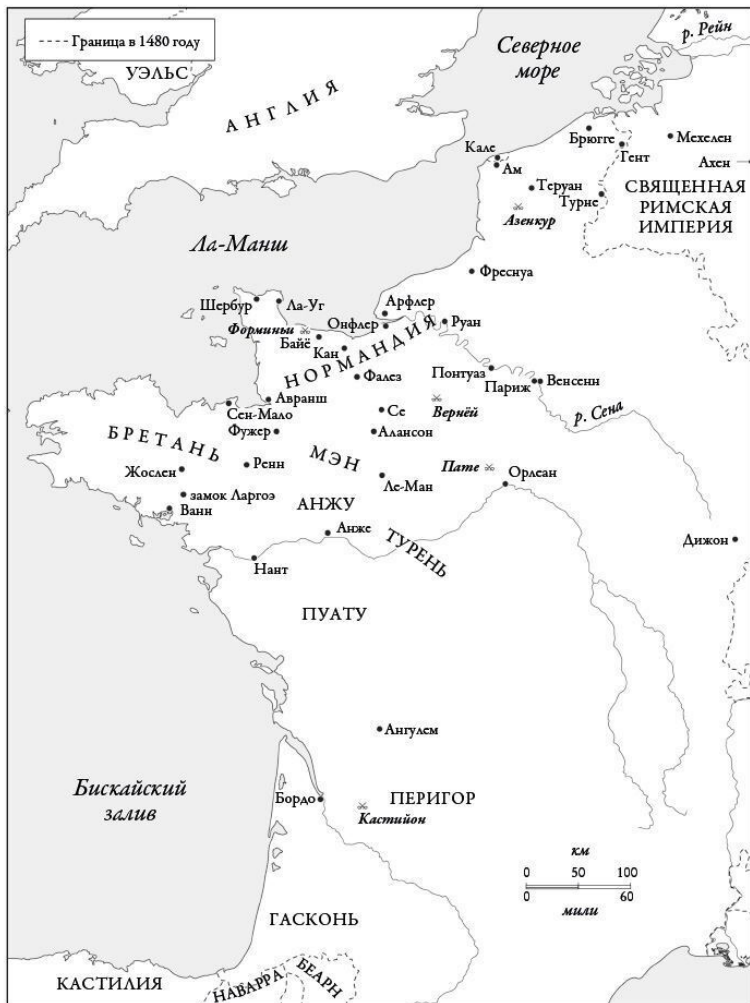 Граница в 1480 году
УЭЛЬС
АНГЛИЯ
Северное
море
р. Рейн
Брюгге
Мехелен
Гент
Ахен
Кале
Ам
Теруан
Турне
Азенкур
СВЯЩЕННАЯ
РИМСКАЯ
ИМПЕРИЯ
Ла-Манш
Фреснуа
Шербур
Ла-Уг
Арфлер
Форминьи
Онфлер
Руан
Байё
Кан
НОРМАНДИЯ
Фалез
Понтуаз
Париж
Венсенн
Авранш
Сен-Мало
Се
Вернёй
р. Сена
БРЕТАНЬ
Фужер
МЭН
Алансон
Жослен
Ренн
Пате
Орлеан
Ле-Ман
замок Ларгоэ
АНЖУ
Ванн
Анже
ТУРЕНЬ
Дижон
Нант
ПУАТУ
Ангулем
Бискайский
залив
Бордо
ПЕРИГОР
Кастийон
км
0 50 100
0 60
мили
ГАСКОНЬ
КАСТИЛИЯ
НАВАРРА
БЕАРН